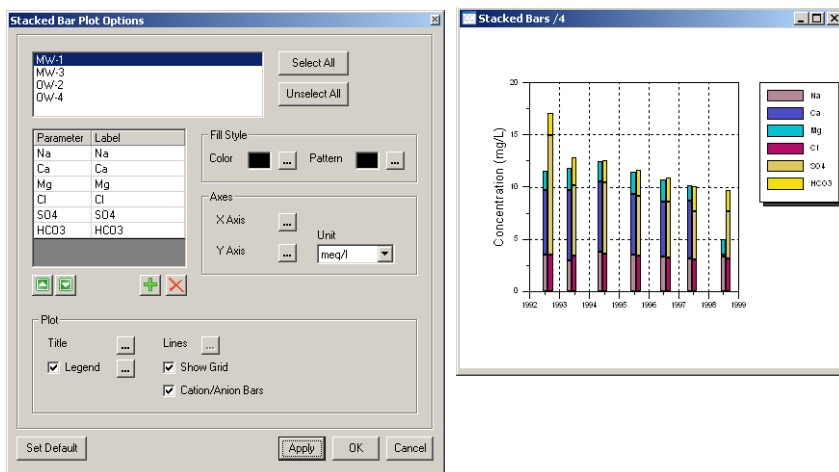 Stacked Bar Plot Options
MW-1
MW-3
OW-2
OW-4
Select All
Unselect All
Parameter Label
Na Na
Ca Ca
Mg Mg
Cl Cl
SO4 SO4
HCO3 HCO3
Fill Style
Color ... Pattern ...
Axes
X Axis ...
Y Axis ...
Unit
meq/l
Plot
Title ... Lines ...
Legend ... Show Grid
Cation/Anion Bars
Set Default Apply OK Cancel
Stacked Bars /4
Concentration (mg/L)
20
15
10
5
0
1992 1993 1994 1995 1996 1997 1998 1999
Na
Ca
Mg
Cl
SO4
HCO3